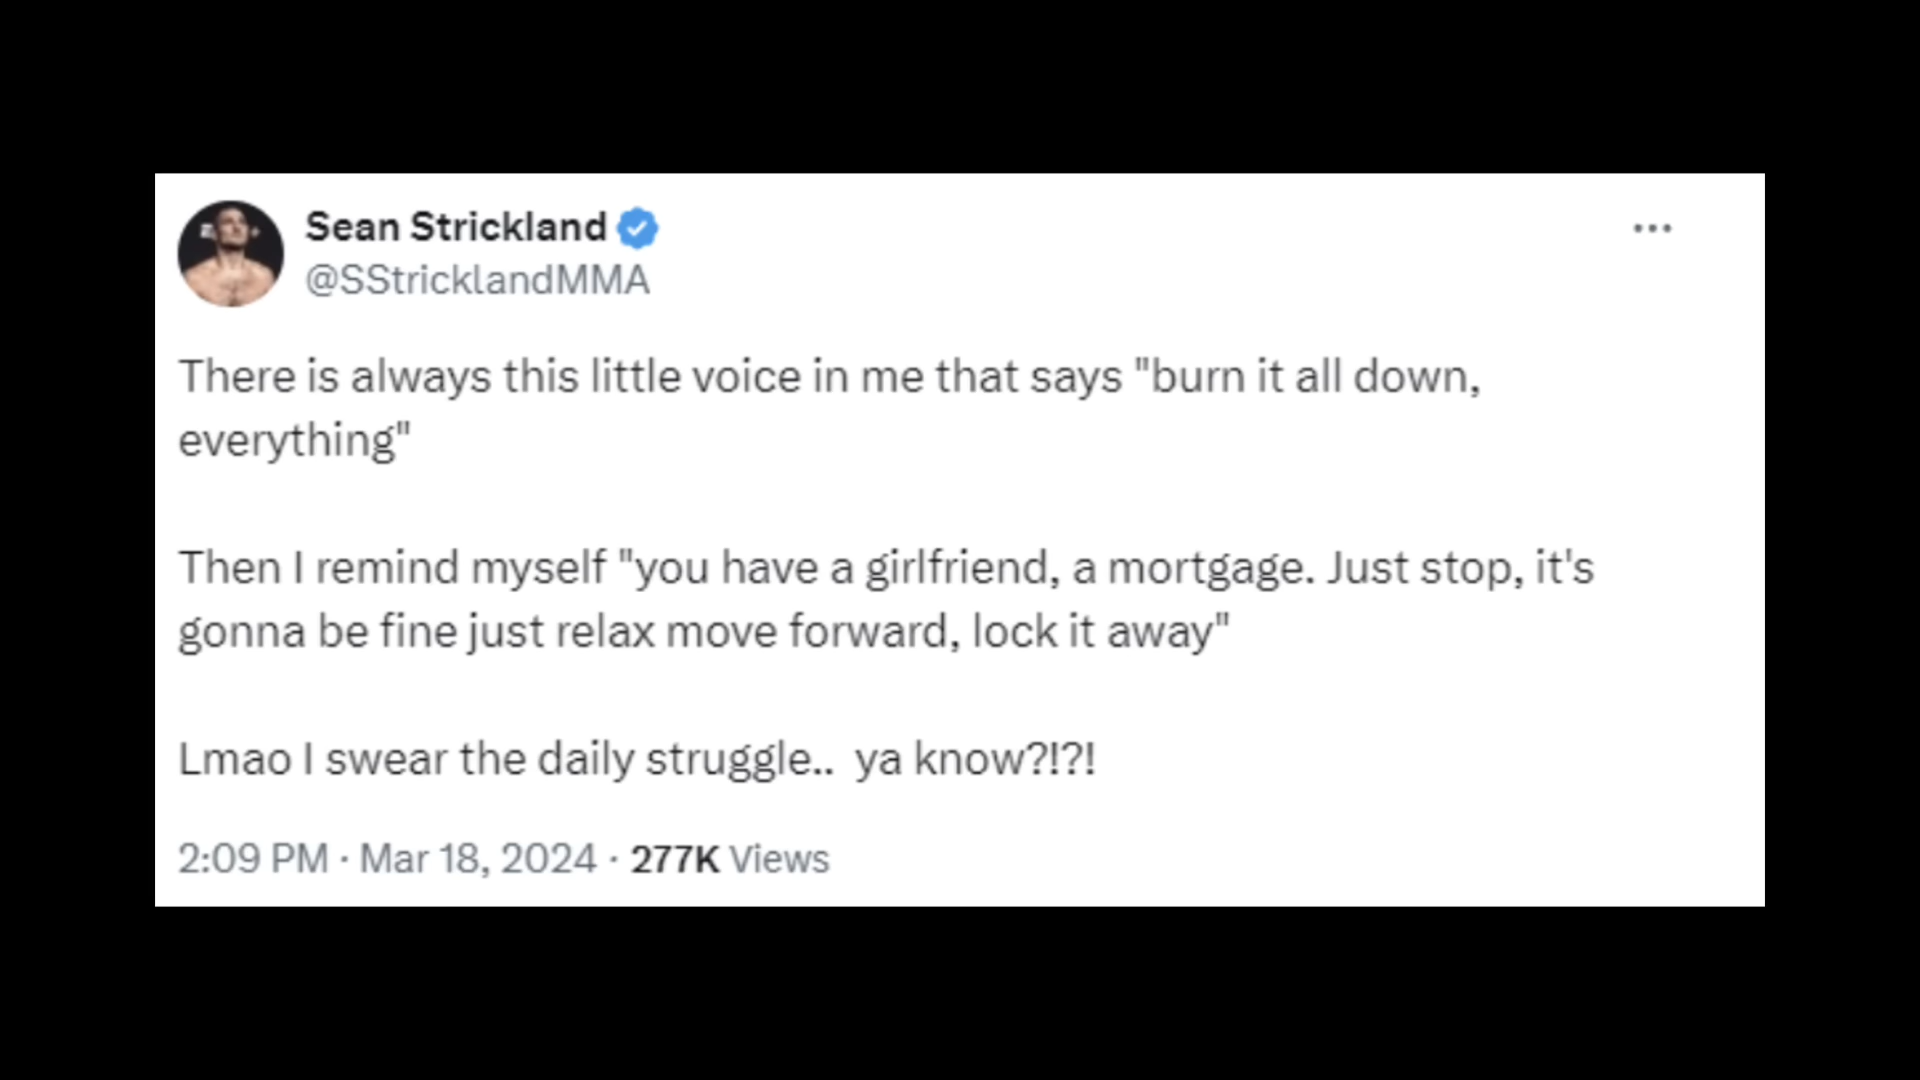 Sean Strickland
@SStricklandMMA
There is always this little voice in me that says "burn it all down,
everything"
Then I remind myself "you have a girlfriend, a mortgage. Just stop, it's
gonna be fine just relax move forward, lock it away"
Lmao I swear the daily struggle..  ya know?!?!
2:09 PM · Mar 18, 2024 · 277K Views